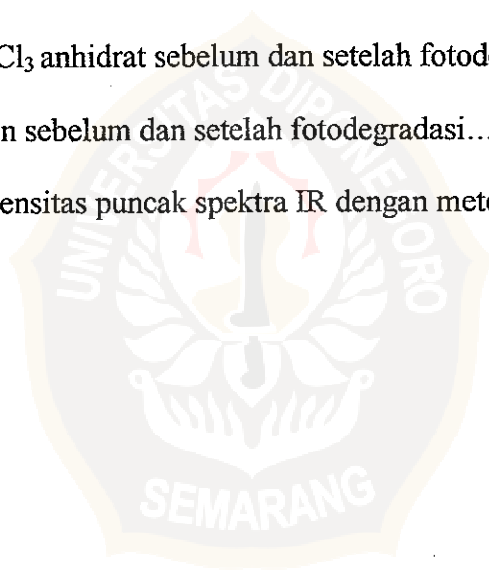 Cl₃ anhidrat sebelum dan setelah fotod
n sebelum dan setelah fotodegradasi...
ensitas puncak spektra IR dengan met
UNIVERSITAS DIPONEGORO
SEMARANG